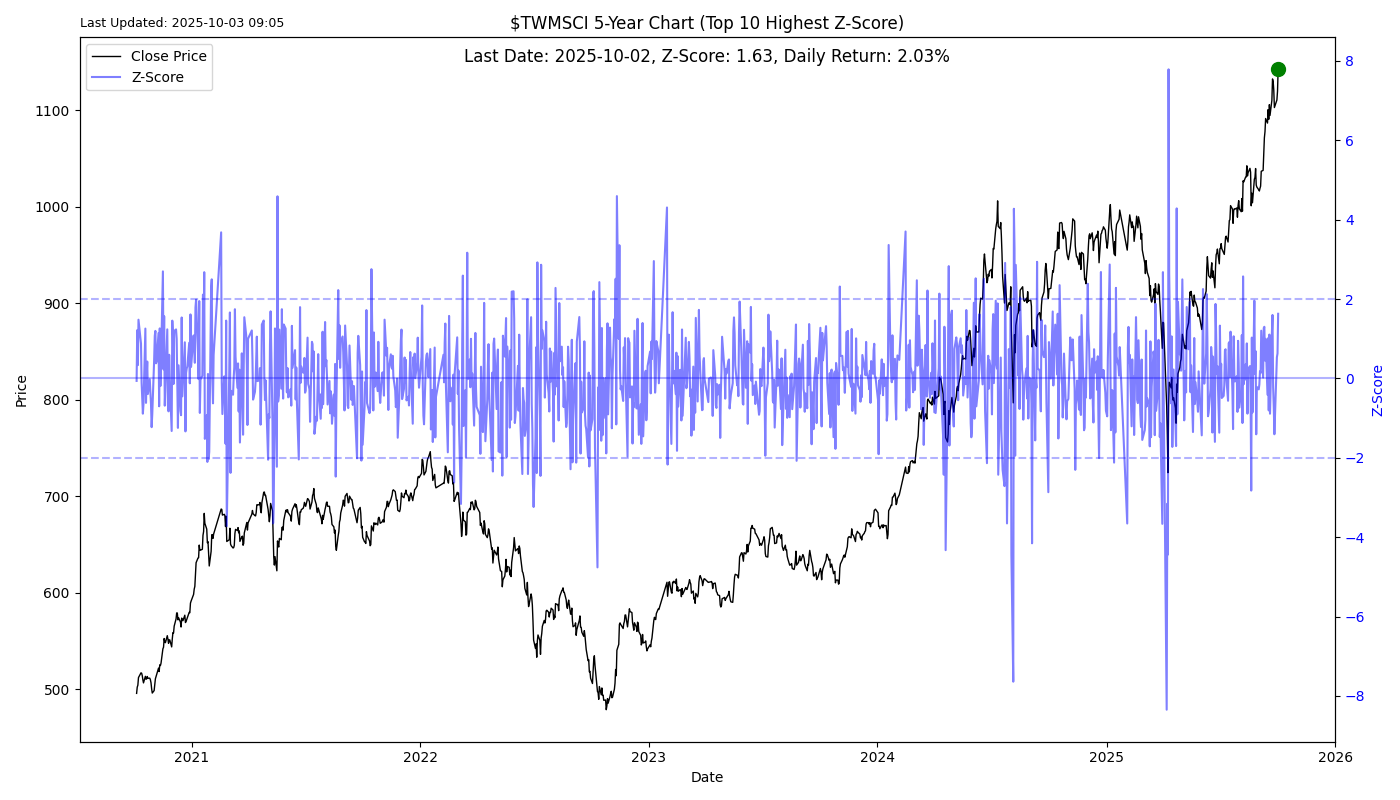 Last Updated: 2025-10-03 09:05
$TWMSCI 5-Year Chart (Top 10 Highest Z-Score)
Last Date: 2025-10-02, Z-Score: 1.63, Daily Return: 2.03%
Close Price
Z-Score
Price
1100
1000
900
800
700
600
500
8
6
4
2
0
−2
−4
−6
−8
Z-Score
2021
2022
2023
2024
2025
2026
Date